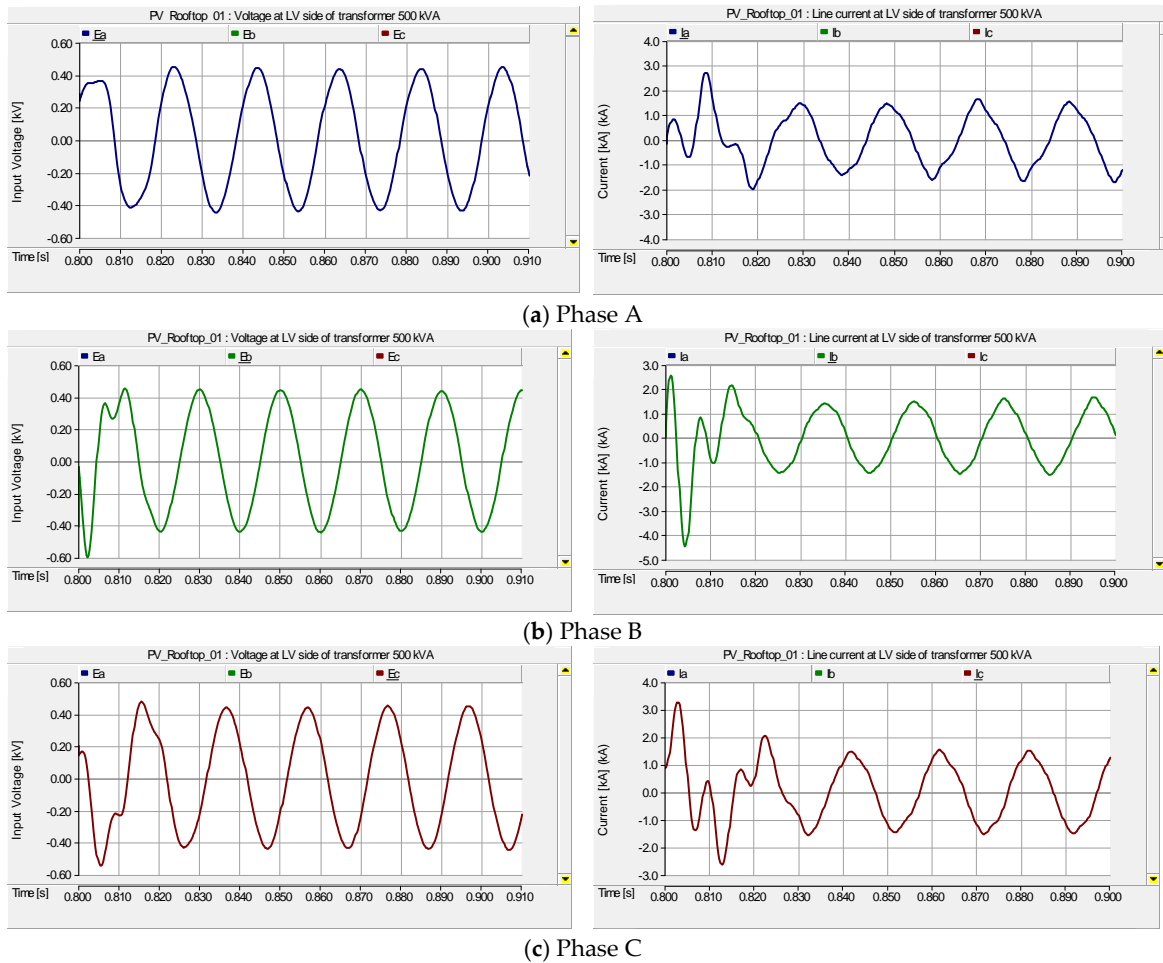 PV_Rooftop_01 : Voltage at LV side of transformer 500 kVA
Ea Eb Ec
Input Voltage [kV]
0.60
0.40
0.20
0.00
-0.20
-0.40
-0.60
Time [s] 0.800 0.810 0.820 0.830 0.840 0.850 0.860 0.870 0.880 0.890 0.900 0.910
PV_Rooftop_01 : Line current at LV side of transformer 500 kVA
Ia Ib Ic
Current [kA] (kA)
4.0
3.0
2.0
1.0
0.0
-1.0
-2.0
-3.0
-4.0
Time [s] 0.800 0.810 0.820 0.830 0.840 0.850 0.860 0.870 0.880 0.890 0.900
(a) Phase A
PV_Rooftop_01 : Voltage at LV side of transformer 500 kVA
Ea Eb Ec
Input Voltage [kV]
0.60
0.40
0.20
0.00
-0.20
-0.40
-0.60
Time [s] 0.800 0.810 0.820 0.830 0.840 0.850 0.860 0.870 0.880 0.890 0.900 0.910
PV_Rooftop_01 : Line current at LV side of transformer 500 kVA
Ia Ib Ic
Current [kA] (kA)
3.0
2.0
1.0
0.0
-1.0
-2.0
-3.0
-4.0
-5.0
Time [s] 0.800 0.810 0.820 0.830 0.840 0.850 0.860 0.870 0.880 0.890 0.900
(b) Phase B
PV_Rooftop_01 : Voltage at LV side of transformer 500 kVA
Ea Eb Ec
Input Voltage [kV]
0.60
0.40
0.20
0.00
-0.20
-0.40
-0.60
Time [s] 0.800 0.810 0.820 0.830 0.840 0.850 0.860 0.870 0.880 0.890 0.900 0.910
PV_Rooftop_01 : Line current at LV side of transformer 500 kVA
Ia Ib Ic
Current [kA] (kA)
4.0
3.0
2.0
1.0
0.0
-1.0
-2.0
-3.0
Time [s] 0.800 0.810 0.820 0.830 0.840 0.850 0.860 0.870 0.880 0.890 0.900
(c) Phase C